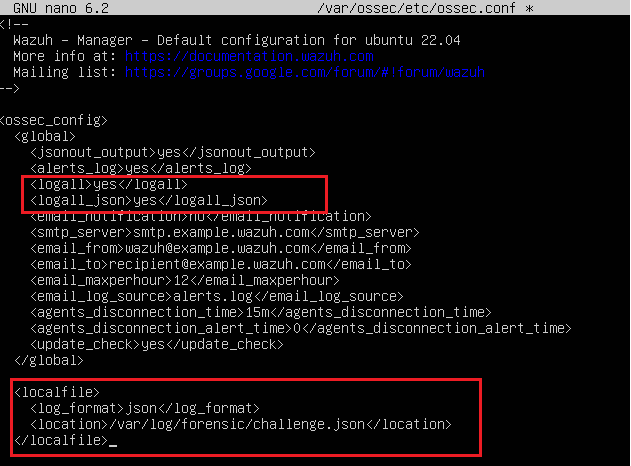 GNU nano 6.2 /var/ossec/etc/ossec.conf *
<!--
Wazuh - Manager - Default configuration for ubuntu 22.04
More info at: https://documentation.wazuh.com
Mailing list: https://groups.google.com/forum/#!forum/wazuh
-->
<ossec_config>
<global>
<jsonout_output>yes</jsonout_output>
<alerts_log>yes</alerts_log>
<logall>yes</logall>
<logall_json>yes</logall_json>
<email_notification>no</email_notification>
<smtp_server>smtp.example.wazuh.com</smtp_server>
<email_from>wazuh@example.wazuh.com</email_from>
<email_to>recipient@example.wazuh.com</email_to>
<email_maxperhour>12</email_maxperhour>
<email_log_source>alerts.log</email_log_source>
<agents_disconnection_time>15m</agents_disconnection_time>
<agents_disconnection_alert_time>0</agents_disconnection_alert_time>
<update_check>yes</update_check>
</global>
<localfile>
<log_format>json</log_format>
<location>/var/log/forensic/challenge.json</location>
</localfile>_